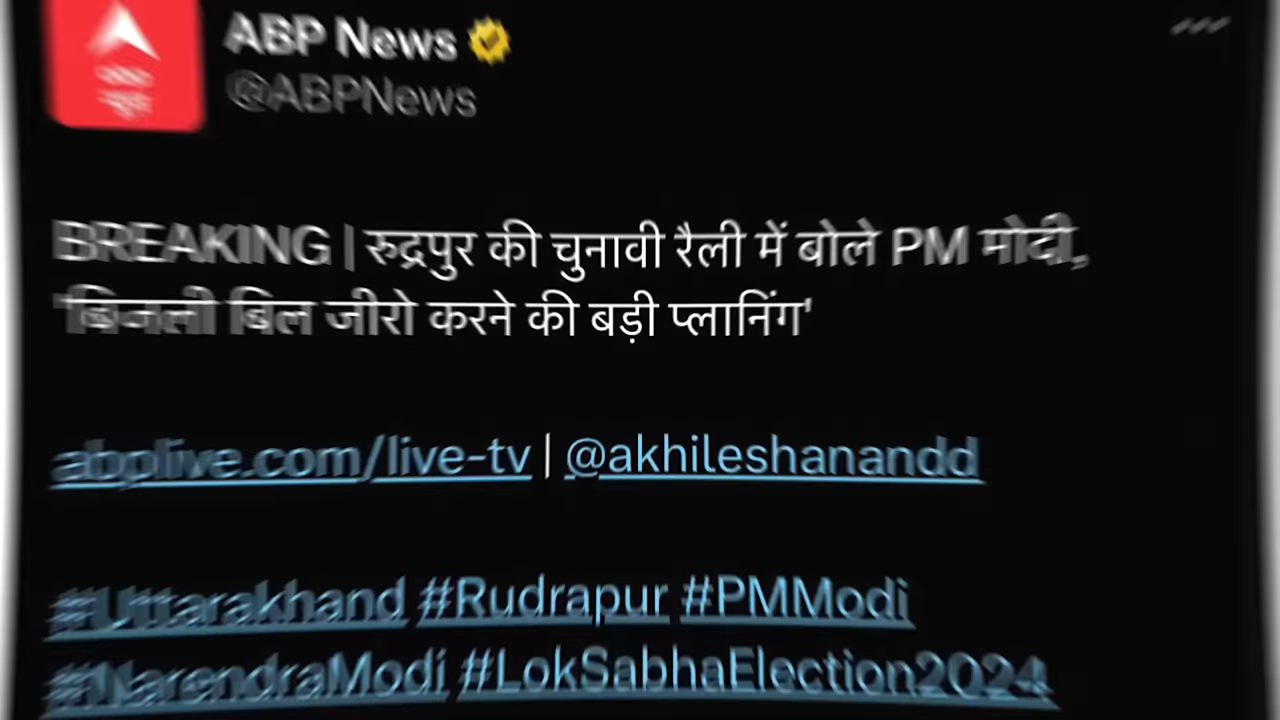 ABP News
@ABPNews
BREAKING | रुद्रपुर की चुनावी रैली में बोले PM मोदी,
'बिजली बिल जीरो करने की बड़ी प्लानिंग'
abplive.com/live-tv | @akhileshanandd
#Uttarakhand #Rudrapur #PMModi
#NarendraModi #LokSabhaElection2024